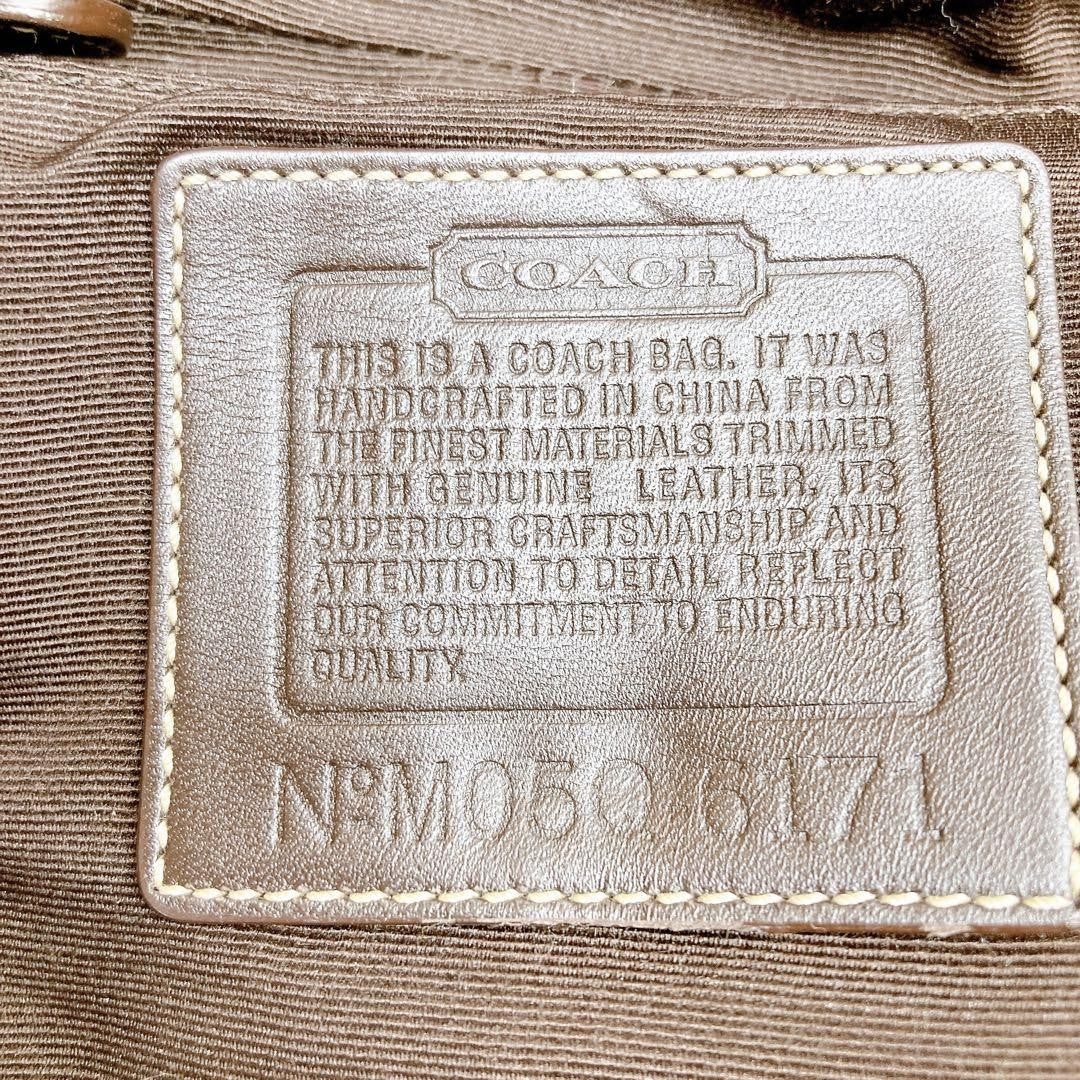 COACH
THIS IS A COACH BAG. IT WAS
HANDCRAFTED IN CHINA FROM
THE FINEST MATERIALS TRIMMED
WITH GENUINE LEATHER. ITS
SUPERIOR CRAFTSMANSHIP AND
ATTENTION TO DETAIL REFLECT
OUR COMMITMENT TO ENDURING
QUALITY.